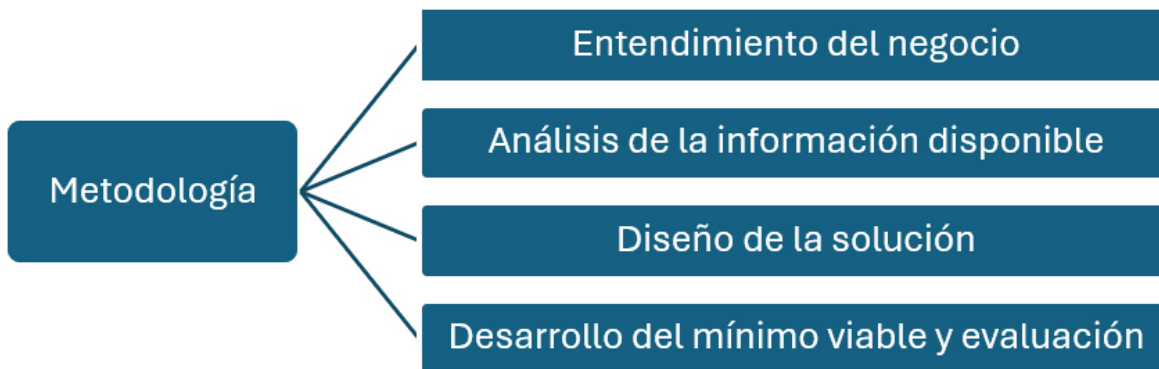 Metodología
Entendimiento del negocio
Análisis de la información disponible
Diseño de la solución
Desarrollo del mínimo viable y evaluación